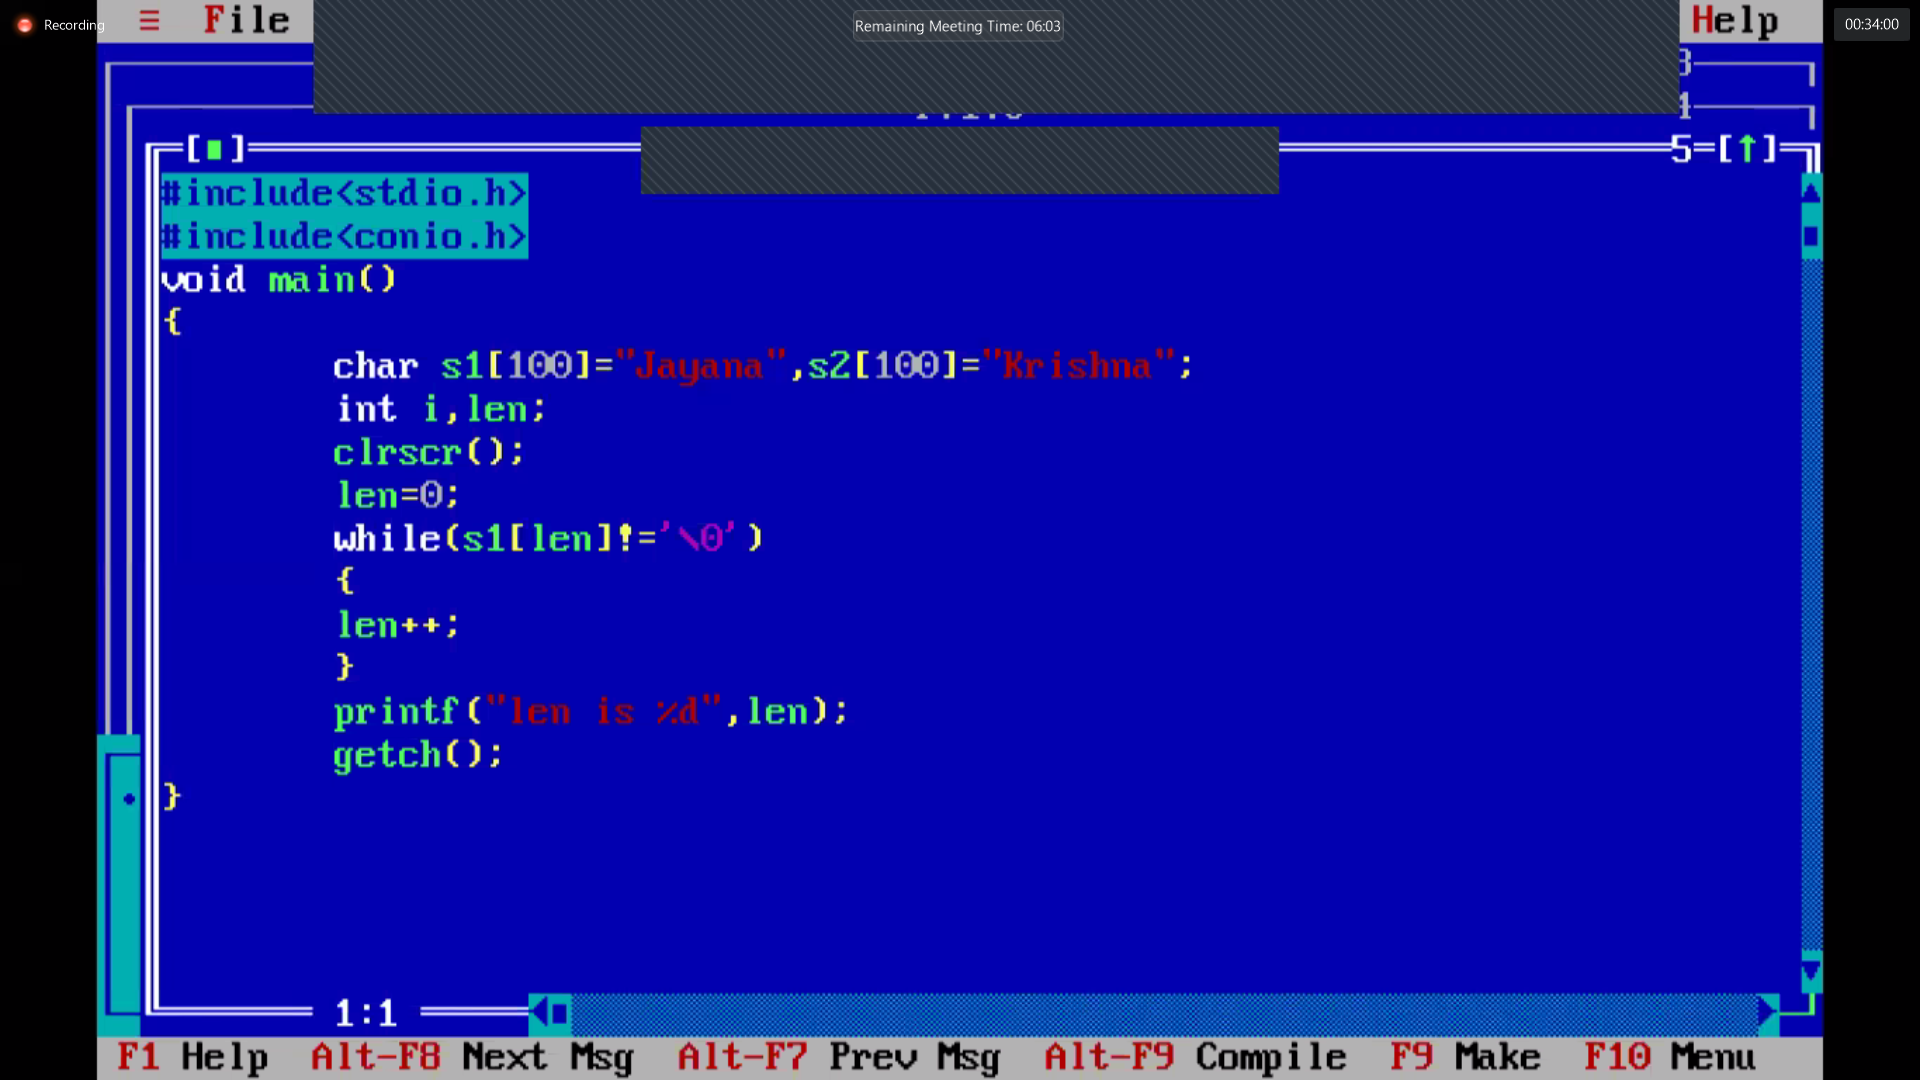 Recording
≡ File
Remaining Meeting Time: 06:03
Help
00:34:00
[■]
5=[↑]
#include<stdio.h>
#include<conio.h>
void main()
{
char s1[100]="Jayana",s2[100]="Krishna";
int i,len;
clrscr();
len=0;
while(s1[len]!='\0')
{
len++;
}
printf("len is %d",len);
getch();
}
1:1
F1 Help Alt-F8 Next Msg Alt-F7 Prev Msg Alt-F9 Compile F9 Make F10 Menu